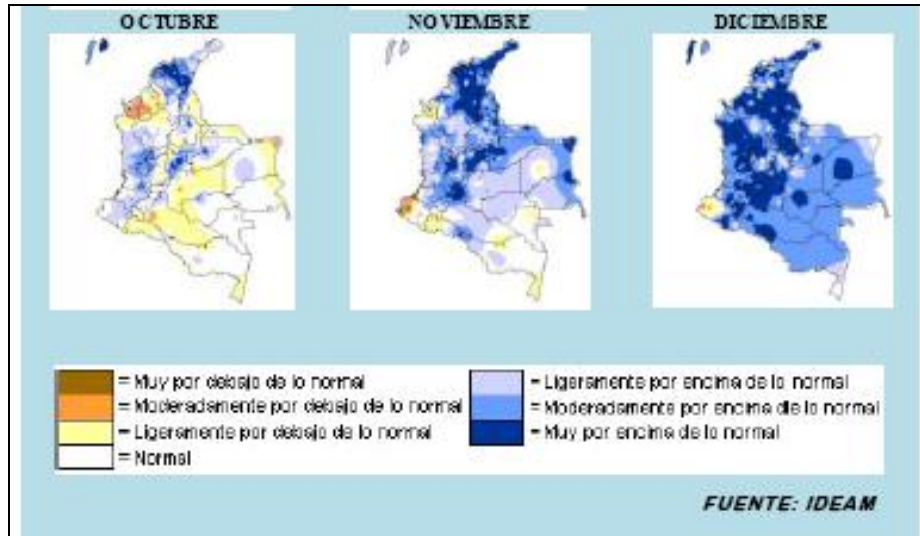 OCTUBRE
NOVIEMBRE
DICIEMBRE
= Muy por debajo de lo normal
= Moderadamente por debajo de lo normal
= Ligeramente por debajo de lo normal
= Normal
= Ligeramente por encima de lo normal
= Moderadamente por encima de lo normal
= Muy por encima de lo normal
FUENTE: IDEAM